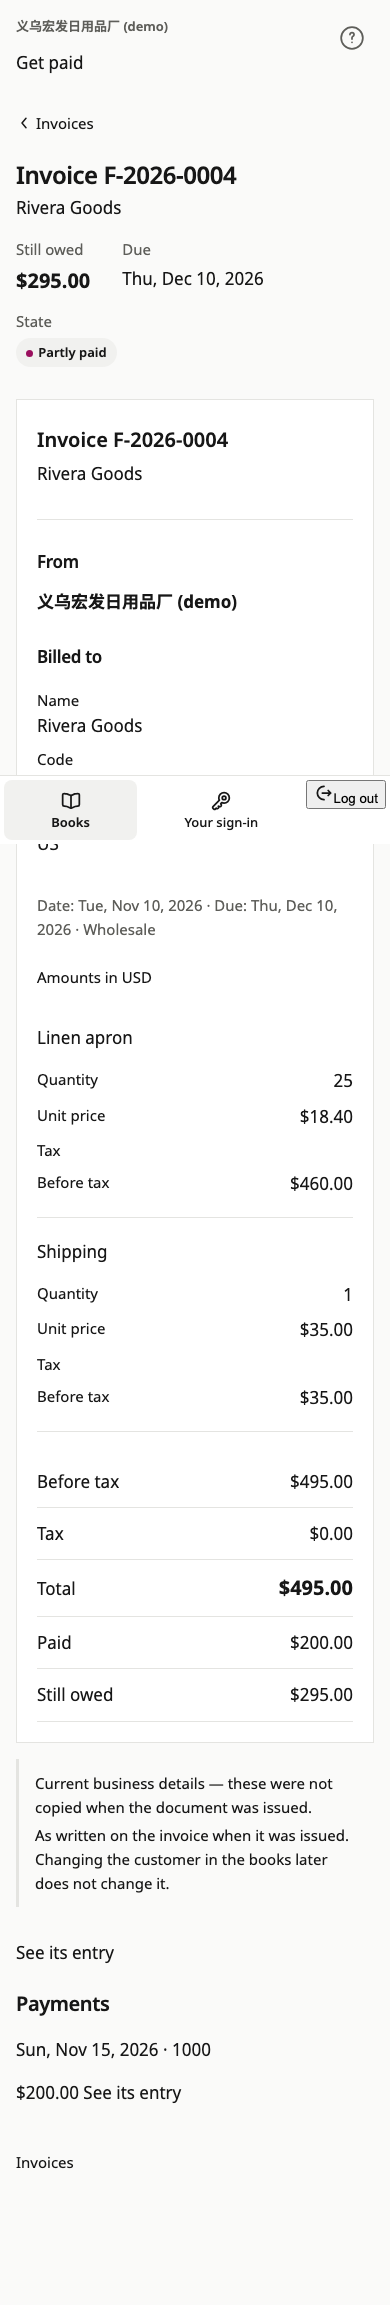 义乌宏发日用品厂 (demo)
Get paid
Invoices
Invoice F-2026-0004
Rivera Goods
Still owed
Due
$295.00
Thu, Dec 10, 2026
State
Partly paid
Invoice F-2026-0004
Rivera Goods
From
义乌宏发日用品厂 (demo)
Billed to
Name
Rivera Goods
Code
Books
Your sign-in
Log out
US
Date: Tue, Nov 10, 2026 · Due: Thu, Dec 10,
2026 · Wholesale
Amounts in USD
Linen apron
Quantity 25
Unit price $18.40
Tax
Before tax $460.00
Shipping
Quantity 1
Unit price $35.00
Tax
Before tax $35.00
Before tax $495.00
Tax $0.00
Total $495.00
Paid $200.00
Still owed $295.00
Current business details — these were not
copied when the document was issued.
As written on the invoice when it was issued.
Changing the customer in the books later
does not change it.
See its entry
Payments
Sun, Nov 15, 2026 · 1000
$200.00 See its entry
Invoices